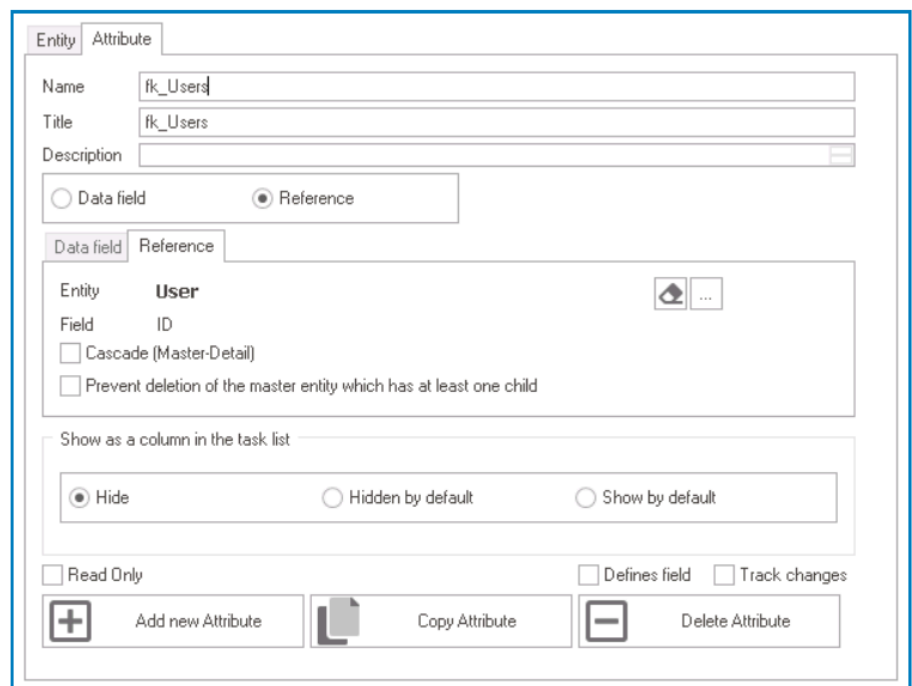 Entity Attribute
Name fk_Users
Title fk_Users
Description
Data field Reference
Data field Reference
Entity User ...
Field ID
Cascade (Master-Detail)
Prevent deletion of the master entity which has at least one child
Show as a column in the task list
Hide Hidden by default Show by default
Read Only Defines field Track changes
Add new Attribute Copy Attribute Delete Attribute